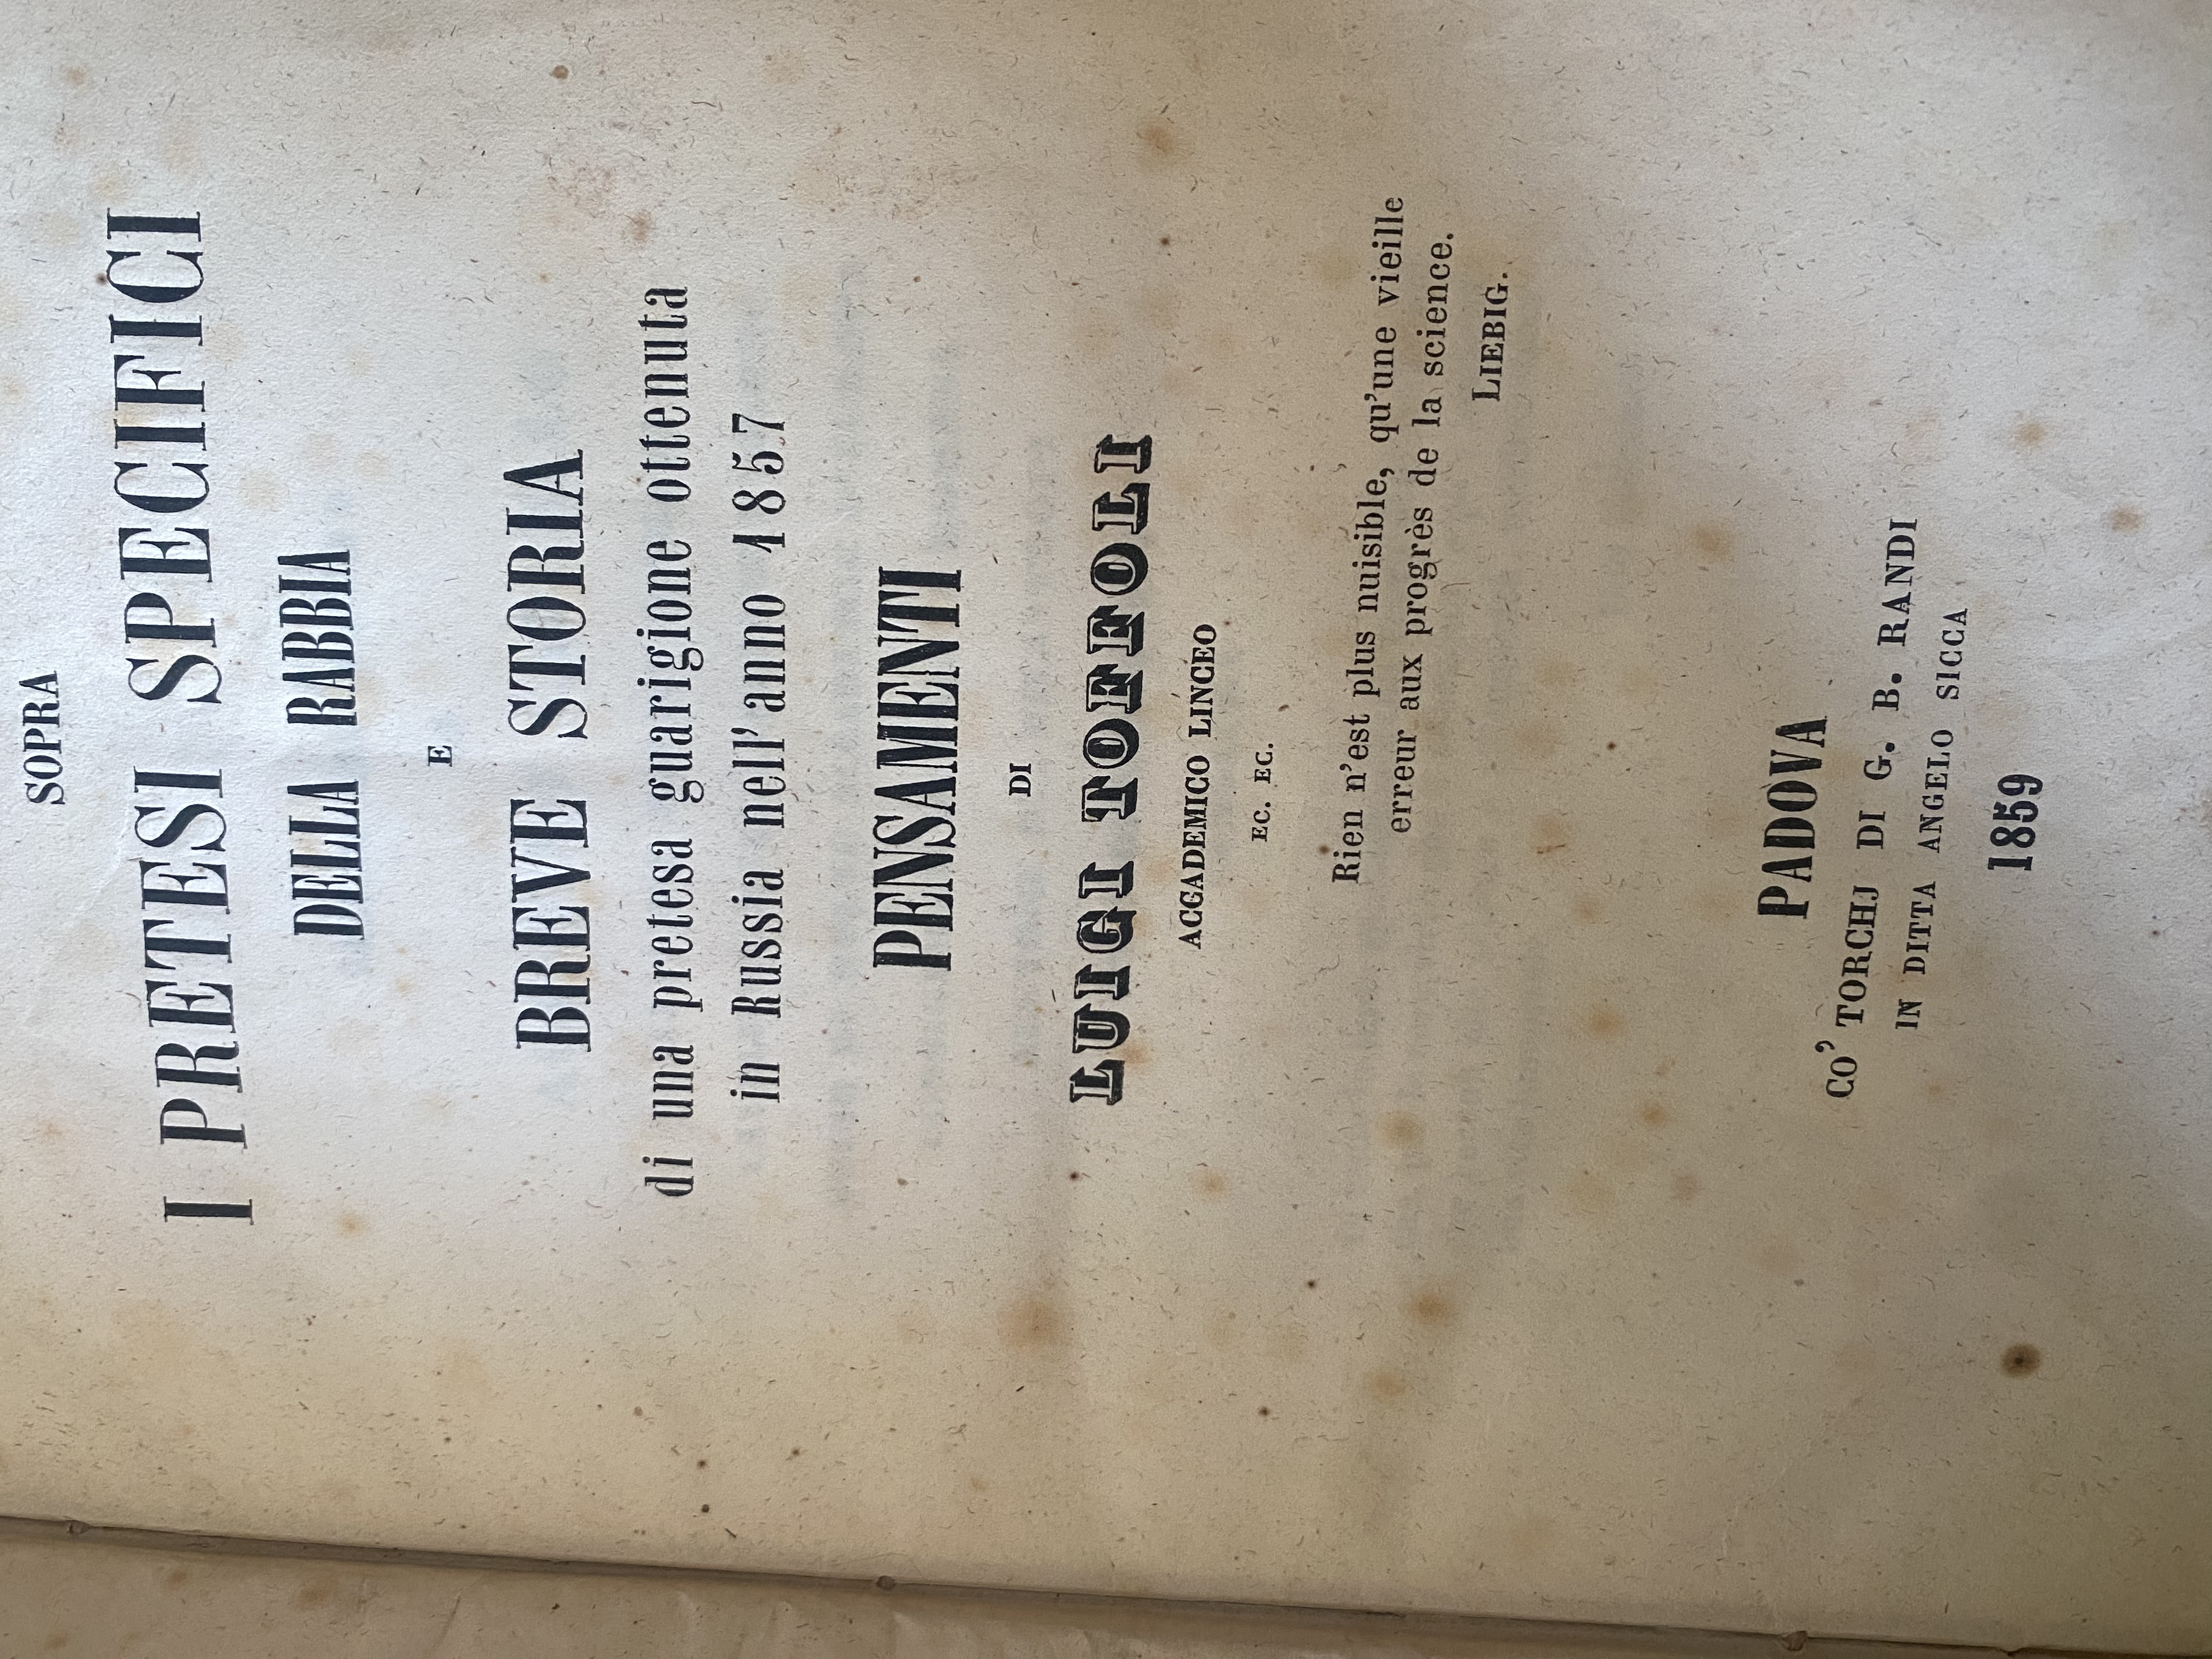 SOPRA
I PRETESI SPECIFICI
DELLA RABBIA
E
BREVE STORIA
di una pretesa guarigione ottenuta
in Russia nell' anno 1857
PENSAMENTI
DI
LUIGI TOFFOLI
ACCADEMICO LINCEO
EC. EC.
Rien n'est plus nuisible, qu'une vieille
erreur aux progrès de la science.
LIEBIG.
PADOVA
CO' TORCHJ DI G. B. RANDI
IN DITTA ANGELO SICCA
1859